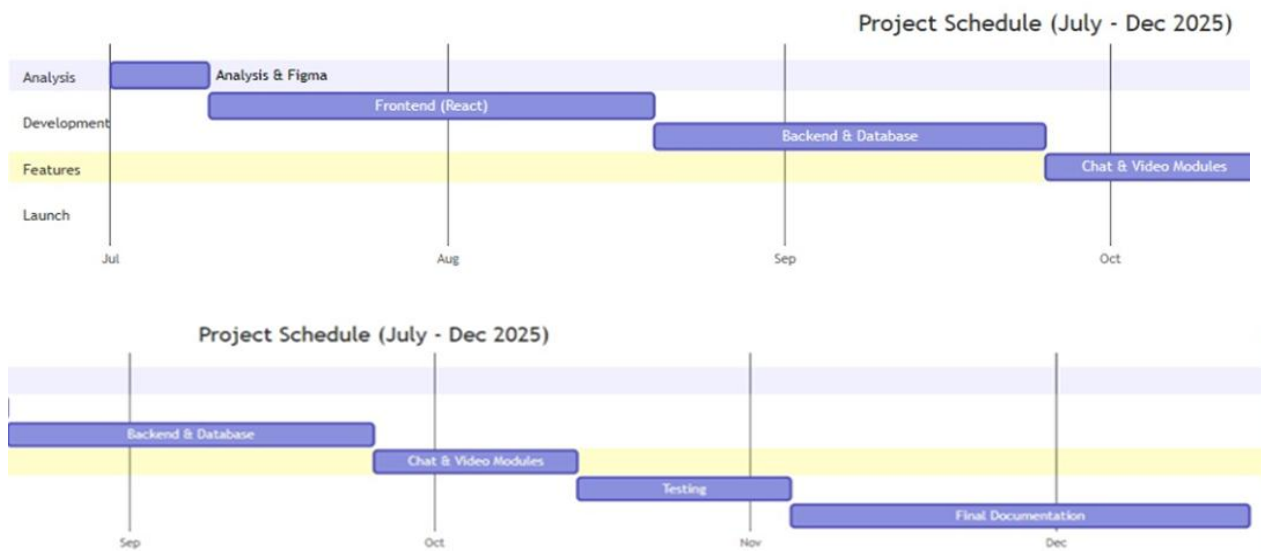 Project Schedule (July - Dec 2025)
Analysis
Analysis & Figma
Frontend (React)
Development
Backend & Database
Features
Chat & Video Modules
Launch
Jul Aug Sep Oct
Project Schedule (July - Dec 2025)
Backend & Database
Chat & Video Modules
Testing
Final Documentation
Sep Oct Nov Dec